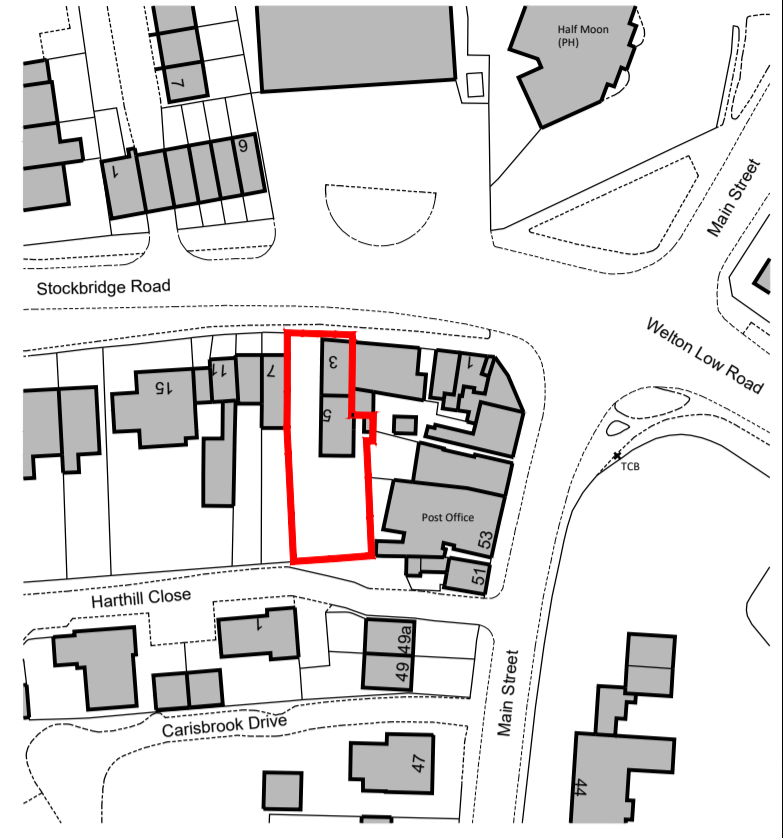 Half Moon
(PH)
7
1
6
Main Street
Stockbridge Road
Welton Low Road
3
1
15
11
7
5
TCB
Post Office
53
51
Harthill Close
1
49a
49
Main Street
Carisbrook Drive
47
44